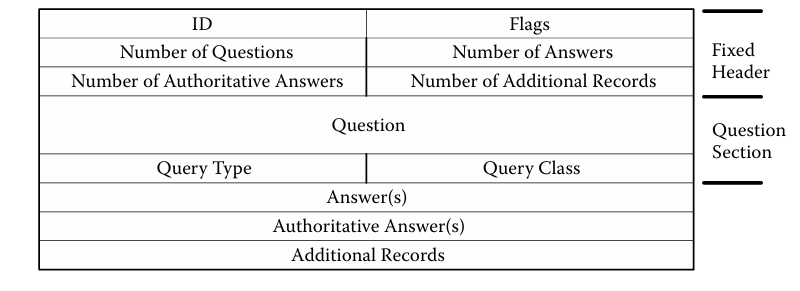 ID Flags
Number of Questions Number of Answers
Number of Authoritative Answers Number of Additional Records
Fixed
Header
Question
Query Type Query Class
Question
Section
Answer(s)
Authoritative Answer(s)
Additional Records